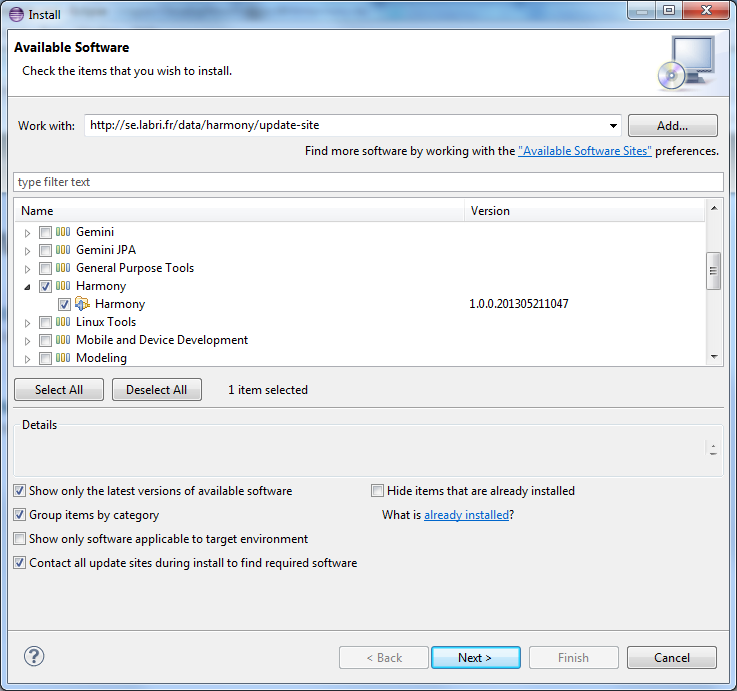 Install
Available Software
Check the items that you wish to install.
Work with: http://se.labri.fr/data/harmony/update-site Add...
Find more software by working with the "Available Software Sites" preferences.
type filter text
Name Version
Gemini
Gemini JPA
General Purpose Tools
Harmony
Harmony 1.0.0.201305211047
Linux Tools
Mobile and Device Development
Modeling
Select All Deselect All 1 item selected
Details
Show only the latest versions of available software Hide items that are already installed
Group items by category What is already installed?
Show only software applicable to target environment
Contact all update sites during install to find required software
? < Back Next > Finish Cancel